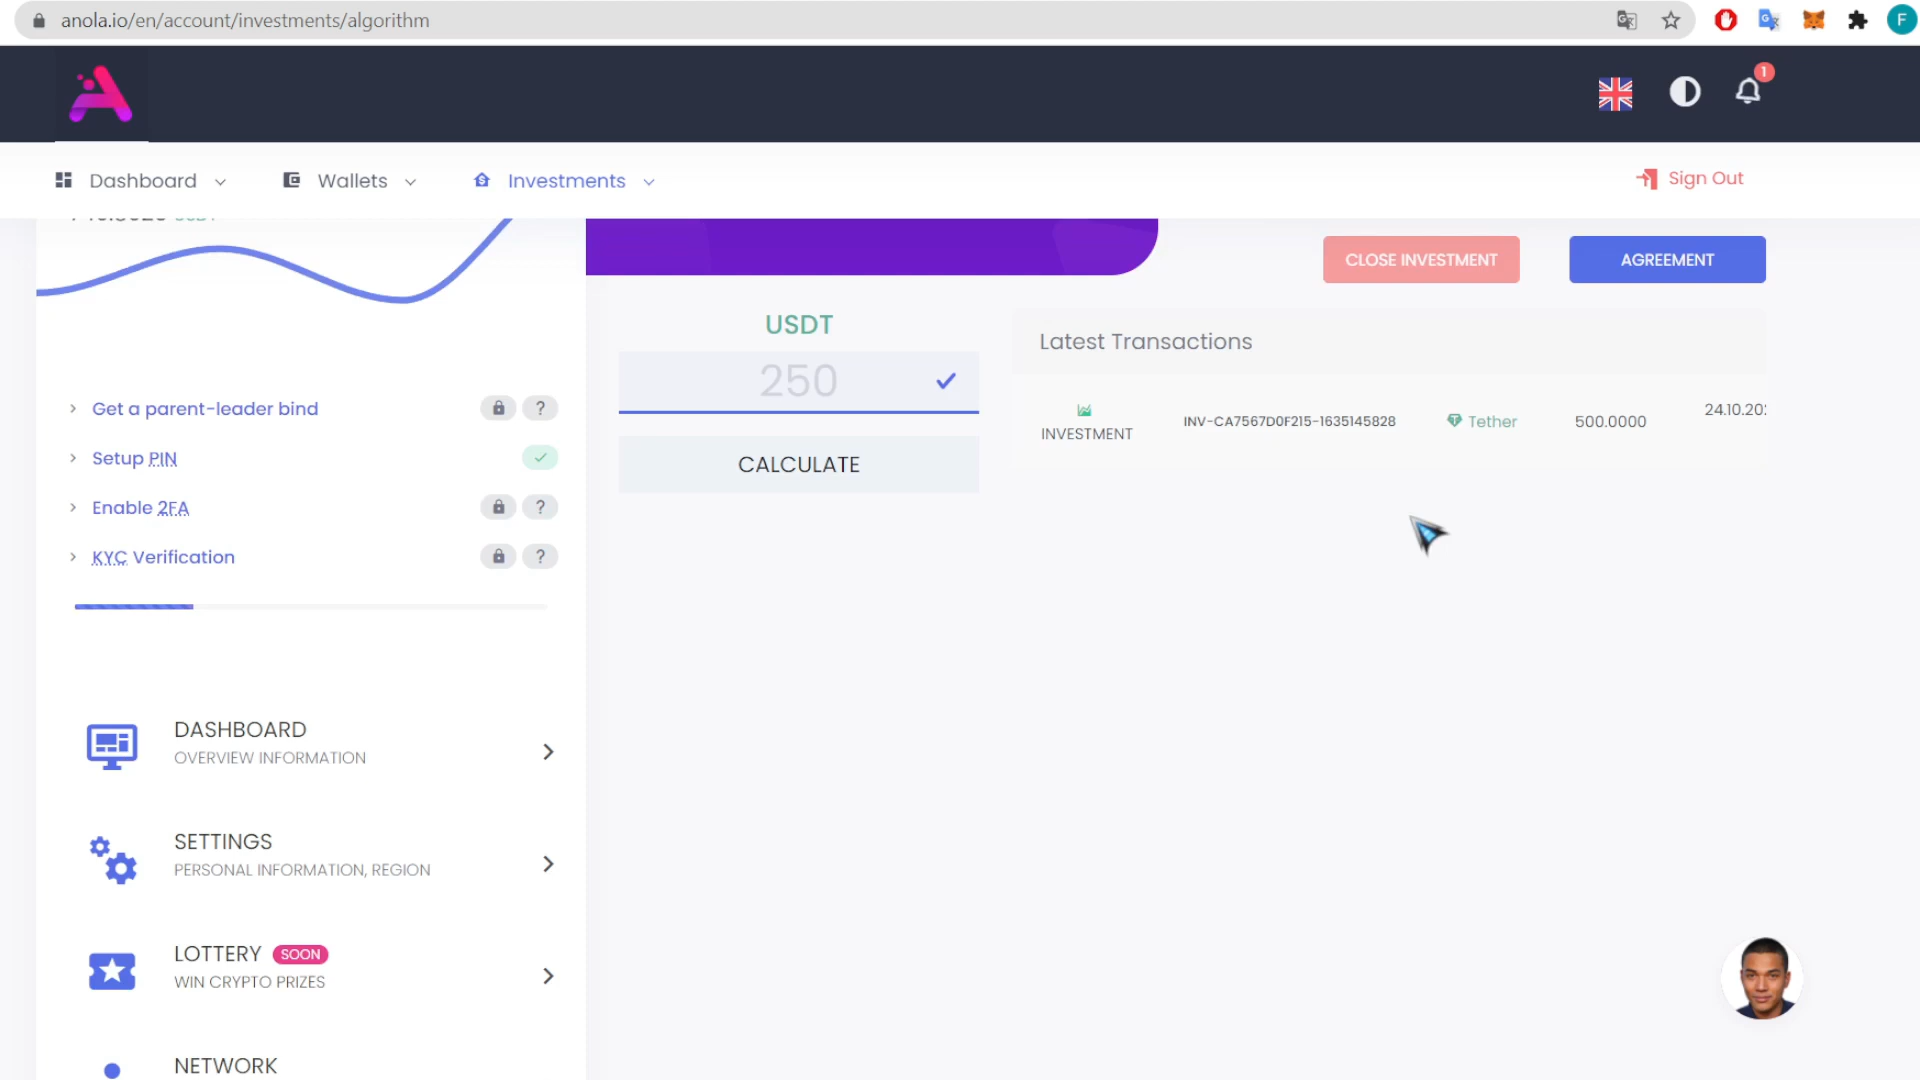 anola.io/en/account/investments/algorithm
F
1
Dashboard
Wallets
Investments
Sign Out
CLOSE INVESTMENT
AGREEMENT
USDT
250
CALCULATE
Latest Transactions
INVESTMENT
INV-CA7567D0F215-1635145828
Tether
500.0000
24.10.20
Get a parent-leader bind
?
Setup PIN
Enable 2FA
?
KYC Verification
?
DASHBOARD
OVERVIEW INFORMATION
SETTINGS
PERSONAL INFORMATION, REGION
LOTTERY SOON
WIN CRYPTO PRIZES
NETWORK